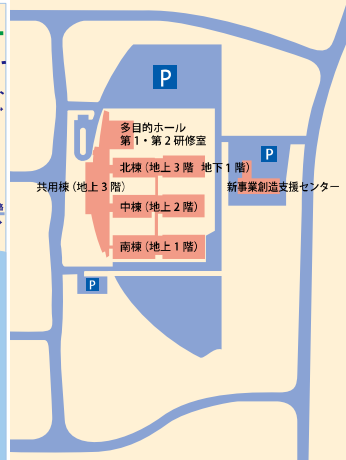 P
多目的ホール
第1・第2研修室
P
北棟（地上3階 地下1階）
共用棟（地上3階）
新事業創造支援センター
中棟（地上2階）
南棟（地上1階）
P